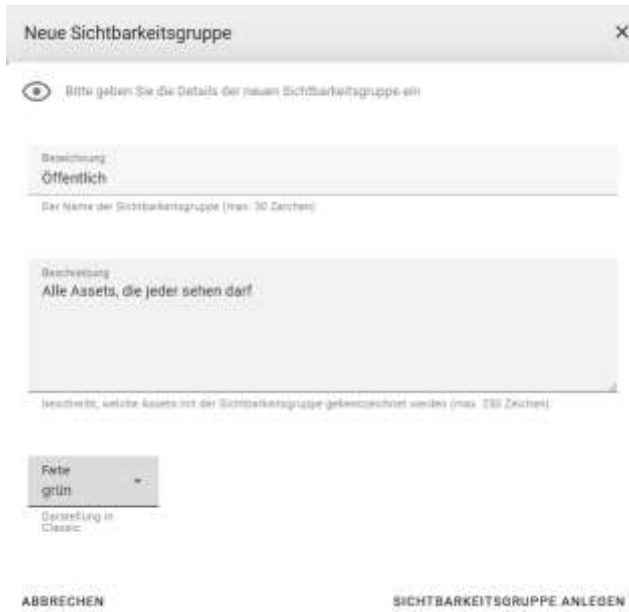 Neue Sichtbarkeitsgruppe
Bitte geben Sie die Details der neuen Sichtbarkeitsgruppe ein
Bezeichnung
Öffentlich
Der Name der Sichtbarkeitsgruppe (max. 30 Zeichen)
Beschreibung
Alle Assets, die jeder sehen darf
beschreibt, welche Assets mit der Sichtbarkeitsgruppe gekennzeichnet werden (max. 250 Zeichen)
Farbe
grün
Darstellung in
Classic
ABBRECHEN
SICHTBARKEITSGRUPPE ANLEGEN